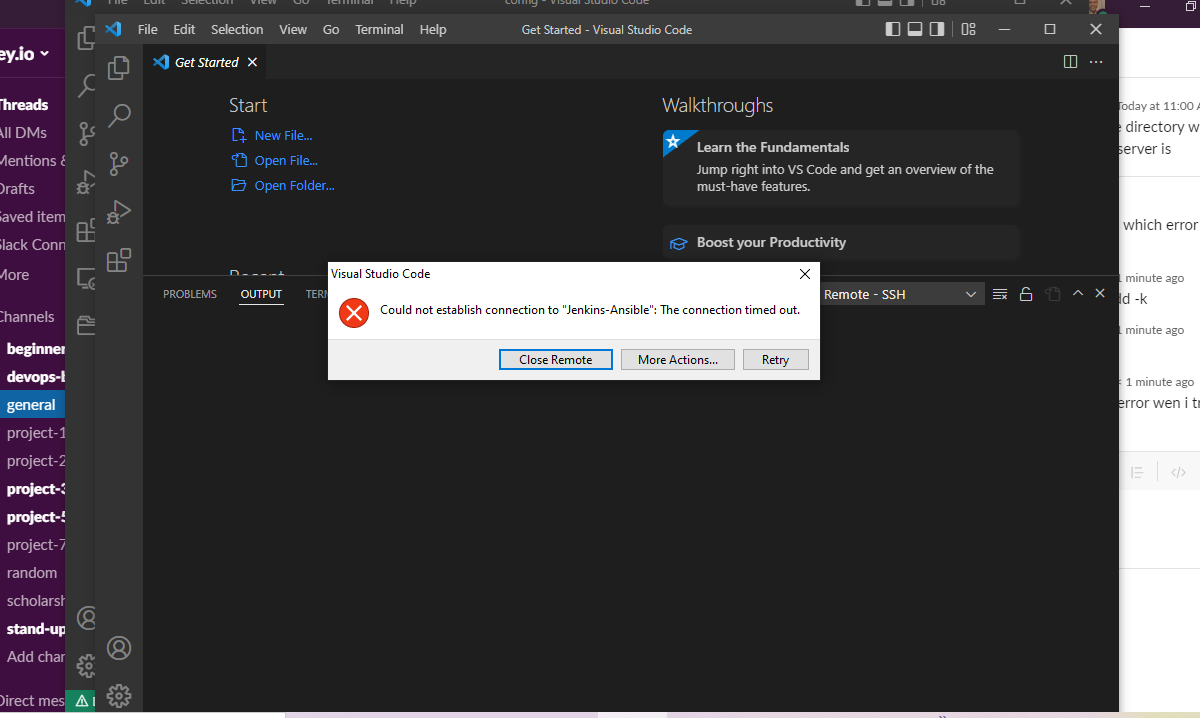 File Edit Selection View Go Terminal Help
config - Visual Studio Code
File Edit Selection View Go Terminal Help
Get Started - Visual Studio Code
Get Started
Start
New File...
Open File...
Open Folder...
Recent
Walkthroughs
Learn the Fundamentals
Jump right into VS Code and get an overview of the
must-have features.
Boost your Productivity
PROBLEMS OUTPUT TERM
Remote - SSH
Visual Studio Code
Could not establish connection to "Jenkins-Ansible": The connection timed out.
Close Remote More Actions... Retry
ey.io
Threads
All DMs
Mentions &
Drafts
Saved item
Slack Conn
More
Channels
beginner
devops-b
general
project-1
project-2
project-3
project-5
project-7
random
scholarsh
stand-up
Add chan
Direct mes
Today at 11:00 A
e directory w
server is
which error
1 minute ago
dd -k
1 minute ago
1 minute ago
error wen i tr